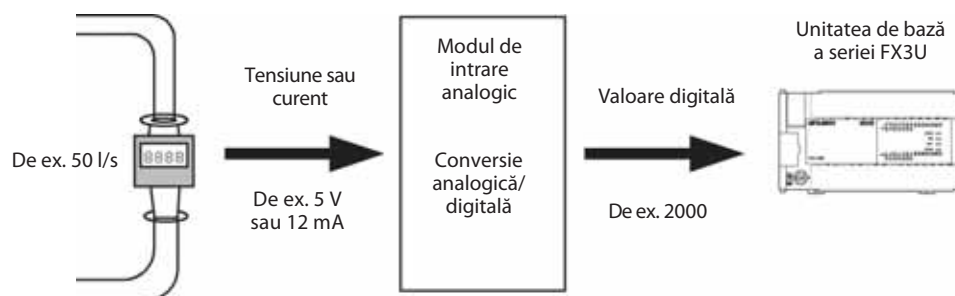 De ex. 50 l/s
8888
Tensiune sau
curent
De ex. 5 V
sau 12 mA
Modul de
intrare
analogic
Conversie
analogică/
digitală
Valoare digitală
De ex. 2000
Unitatea de bază
a seriei FX3U